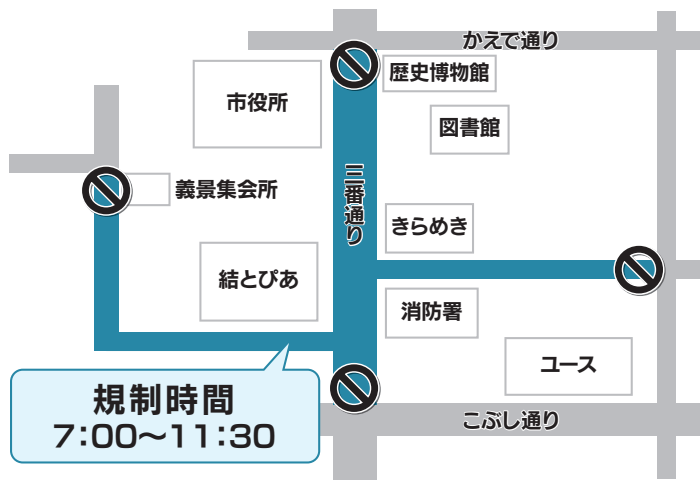 かえで通り
歴史博物館
市役所
図書館
三番通り
義景集会所
きらめき
結とぴあ
消防署
ユース
規制時間
7:00〜11:30
こぶし通り